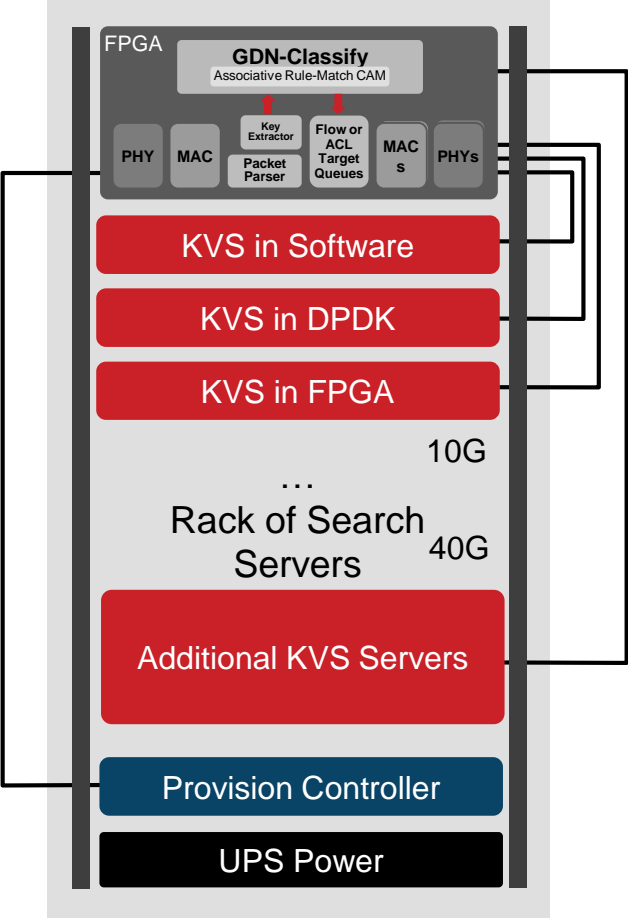 FPGA
GDN-Classify
Associative Rule-Match CAM
PHY
MAC
Key
Extractor
Packet
Parser
Flow or
ACL
Target
Queues
MAC
s
PHYs
KVS in Software
KVS in DPDK
KVS in FPGA
10G
...
Rack of Search
Servers
40G
Additional KVS Servers
Provision Controller
UPS Power